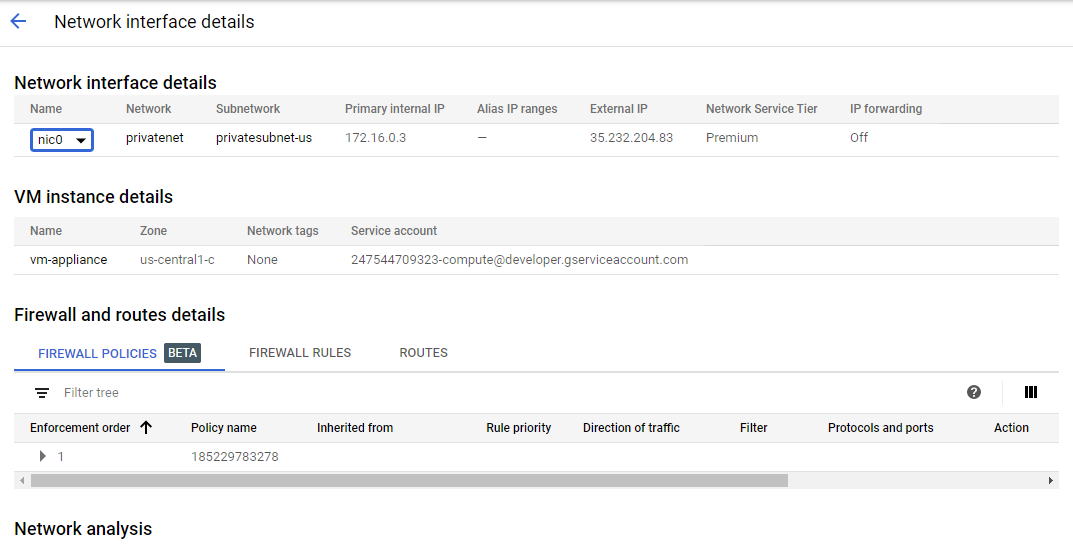 Network interface details
Network interface details
Name Network Subnetwork Primary internal IP Alias IP ranges External IP Network Service Tier IP forwarding
nic0 privatenet privatesubnet-us 172.16.0.3 — 35.232.204.83 Premium Off
VM instance details
Name Zone Network tags Service account
vm-appliance us-central1-c None 247544709323-compute@developer.gserviceaccount.com
Firewall and routes details
FIREWALL POLICIES BETA FIREWALL RULES ROUTES
Filter tree
Enforcement order Policy name Inherited from Rule priority Direction of traffic Filter Protocols and ports Action
1 185229783278
Network analysis